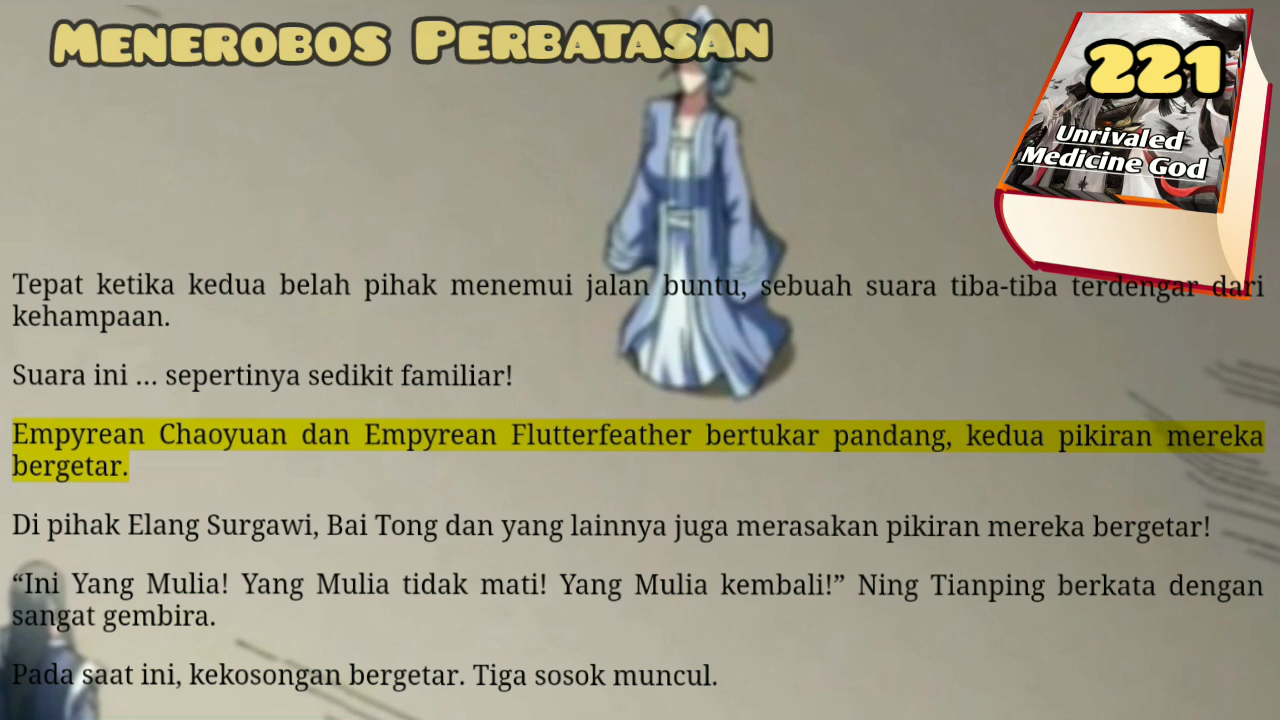 Menerobos Perbatasan
221
Unrivaled
Medicine God
Tepat ketika kedua belah pihak menemui jalan buntu, sebuah suara tiba-tiba terdengar dari
kehampaan.
Suara ini ... sepertinya sedikit familiar!
Empyrean Chaoyuan dan Empyrean Flutterfeather bertukar pandang, kedua pikiran mereka
bergetar.
Di pihak Elang Surgawi, Bai Tong dan yang lainnya juga merasakan pikiran mereka bergetar!
“Ini Yang Mulia! Yang Mulia tidak mati! Yang Mulia kembali!” Ning Tianping berkata dengan
sangat gembira.
Pada saat ini, kekosongan bergetar. Tiga sosok muncul.